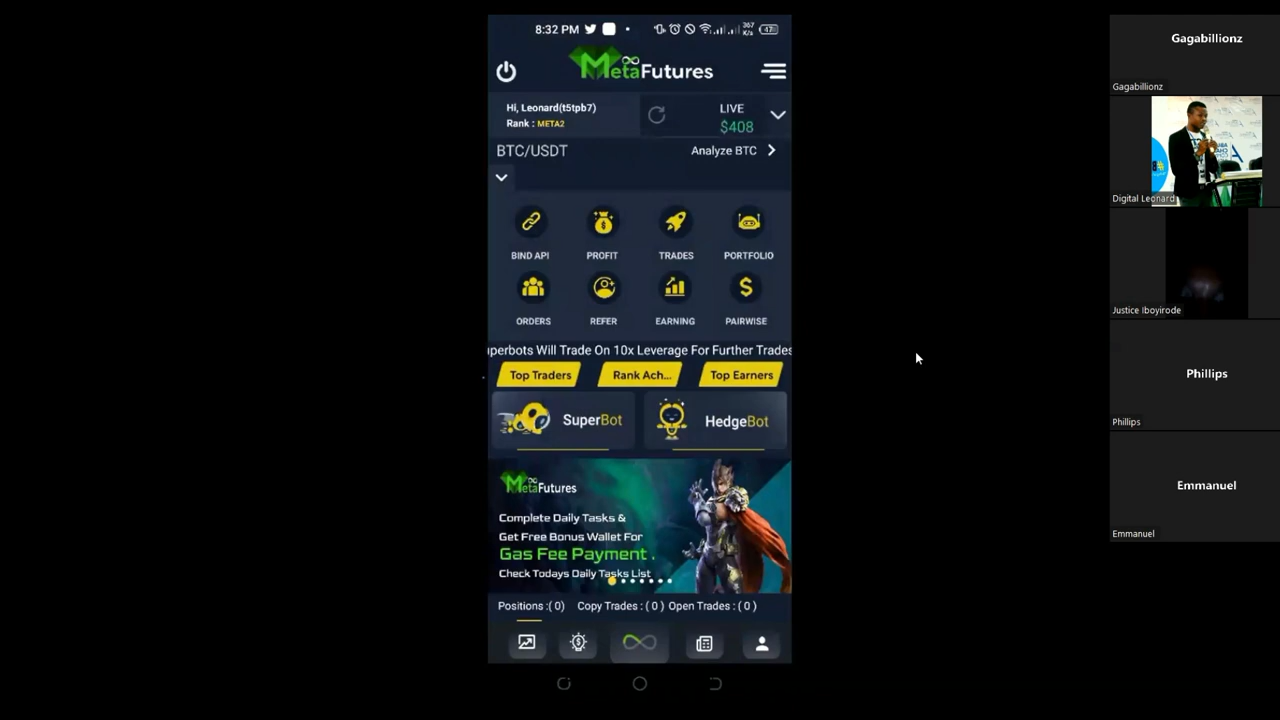 8:32 PM
367 K/s
47
MetaFutures
Hi, Leonard(t5tpb7)
Rank : META2
LIVE
$408
BTC/USDT
Analyze BTC
BIND API
PROFIT
TRADES
PORTFOLIO
ORDERS
REFER
EARNING
PAIRWISE
perbots Will Trade On 10x Leverage For Further Trades
Top Traders
Rank Ach...
Top Earners
SuperBot
HedgeBot
MetaFutures
Complete Daily Tasks &
Get Free Bonus Wallet For
Gas Fee Payment .
Check Todays Daily Tasks List
Positions :( 0) Copy Trades : ( 0 ) Open Trades : ( 0 )
Gagabillionz
Gagabillionz
Digital Leonard
Justice Iboyirode
Phillips
Phillips
Emmanuel
Emmanuel